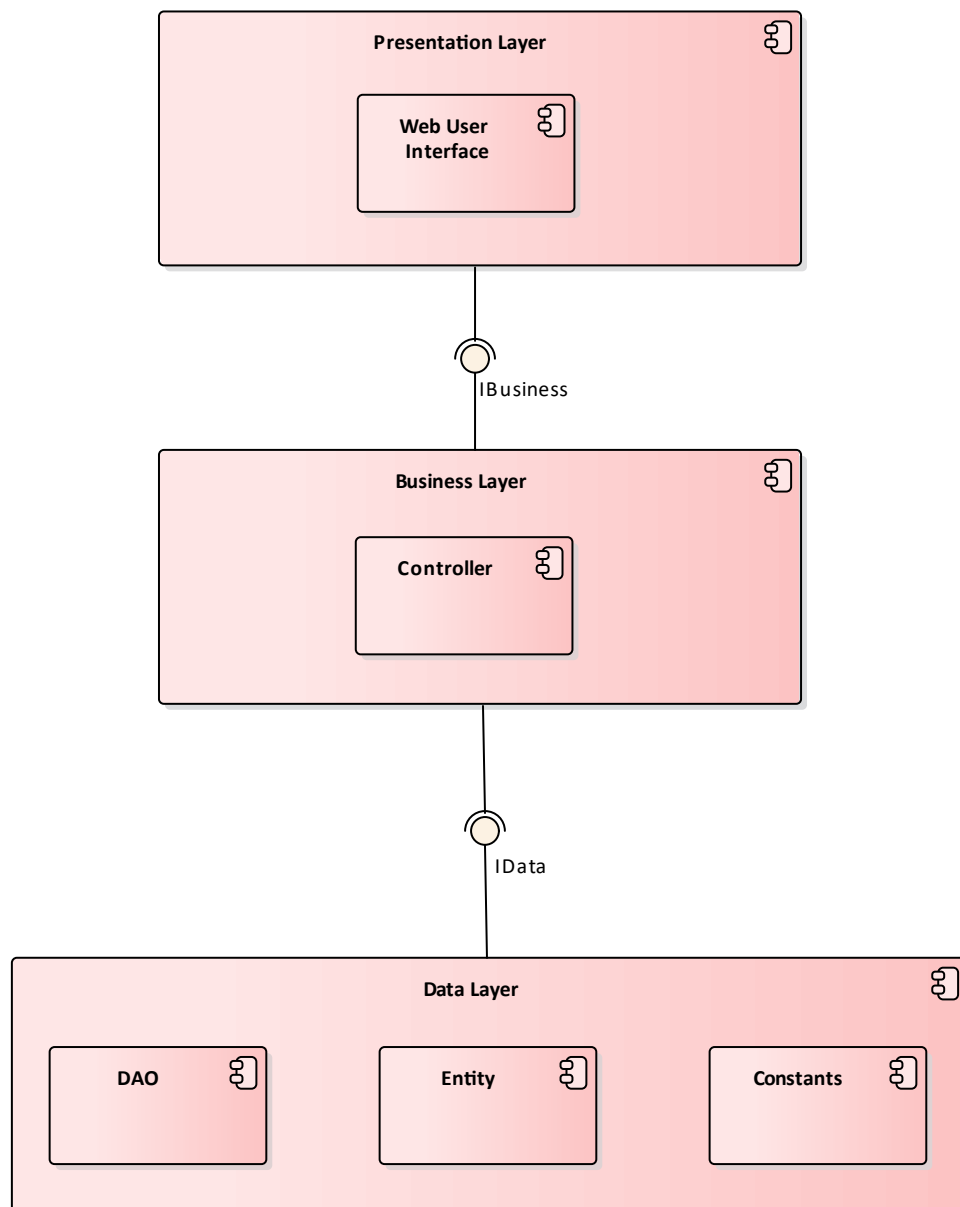 Presentation Layer
Web User
Interface
IBusiness
Business Layer
Controller
IData
Data Layer
DAO
Entity
Constants